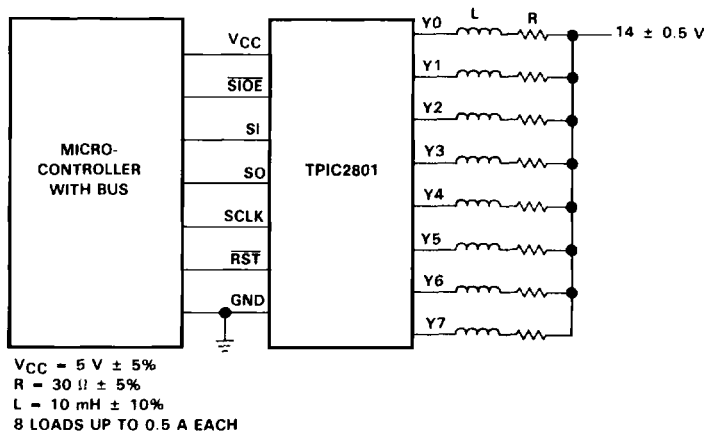 MICRO-
CONTROLLER
WITH BUS
VCC
SIOE
SI
SO
SCLK
RST
GND
TPIC2801
Y0
Y1
Y2
Y3
Y4
Y5
Y6
Y7
L
R
14 ± 0.5 V
VCC = 5 V ± 5%
R = 30 Ω ± 5%
L = 10 mH ± 10%
8 LOADS UP TO 0.5 A EACH